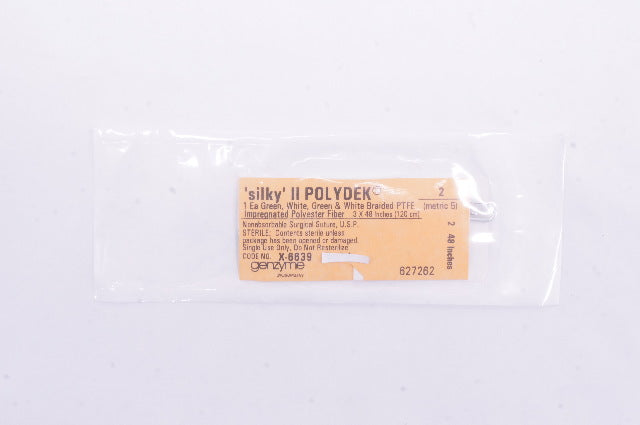 'silky' II POLYDEK® 2
1 Ea Green, White, Green & White Braided PTFE (metric 5)
Impregnated Polyester Fiber 3 X 48 Inches (120 cm)
Nonabsorbable Surgical Suture, U.S.P.
STERILE: Contents sterile unless
package has been opened or damaged.
Single Use Only, Do Not Resterilize
CODE NO. X-6639
genzyme
627262
2 48 Inches